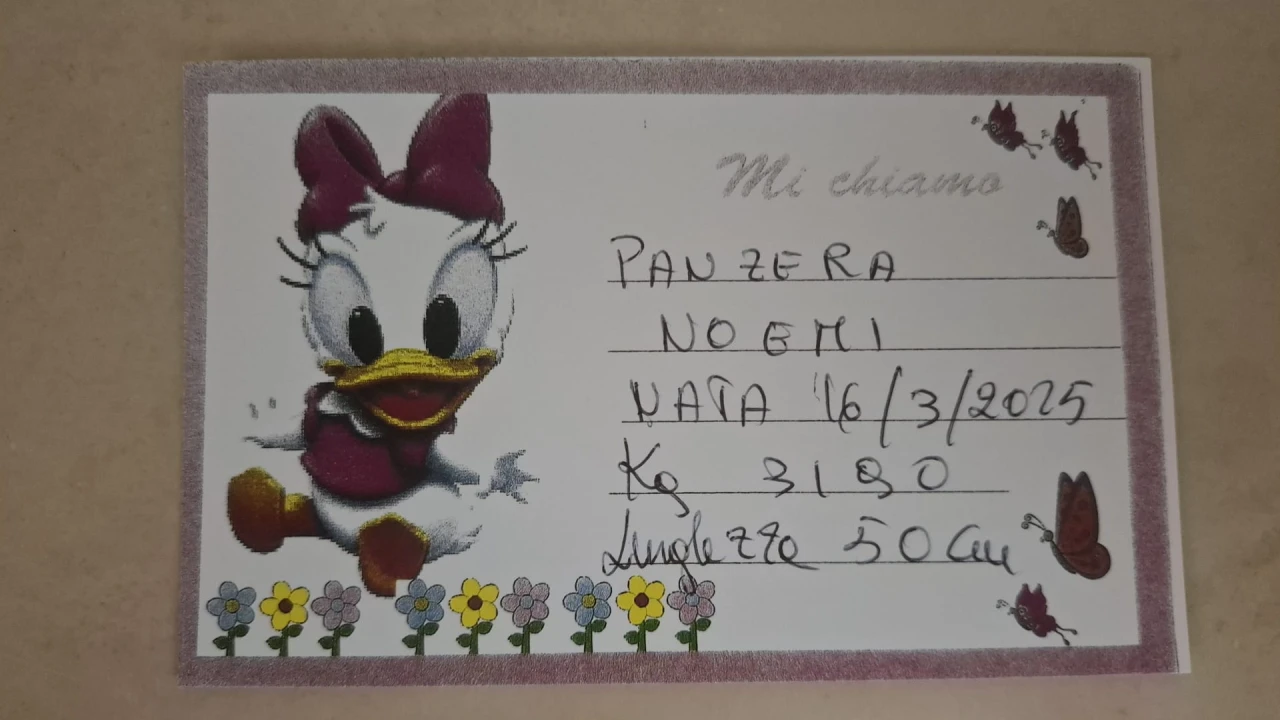 Mi chiamo
PANZERA
NOEMI
NATA 16/3/2025
Kg 3190
Lunghezza 50 cm